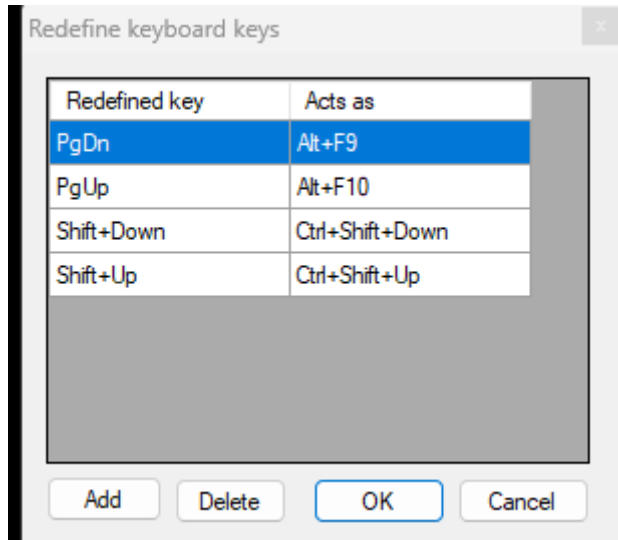 Redefine keyboard keys
x
Redefined key Acts as
PgDn Alt+F9
PgUp Alt+F10
Shift+Down Ctrl+Shift+Down
Shift+Up Ctrl+Shift+Up
Add Delete OK Cancel